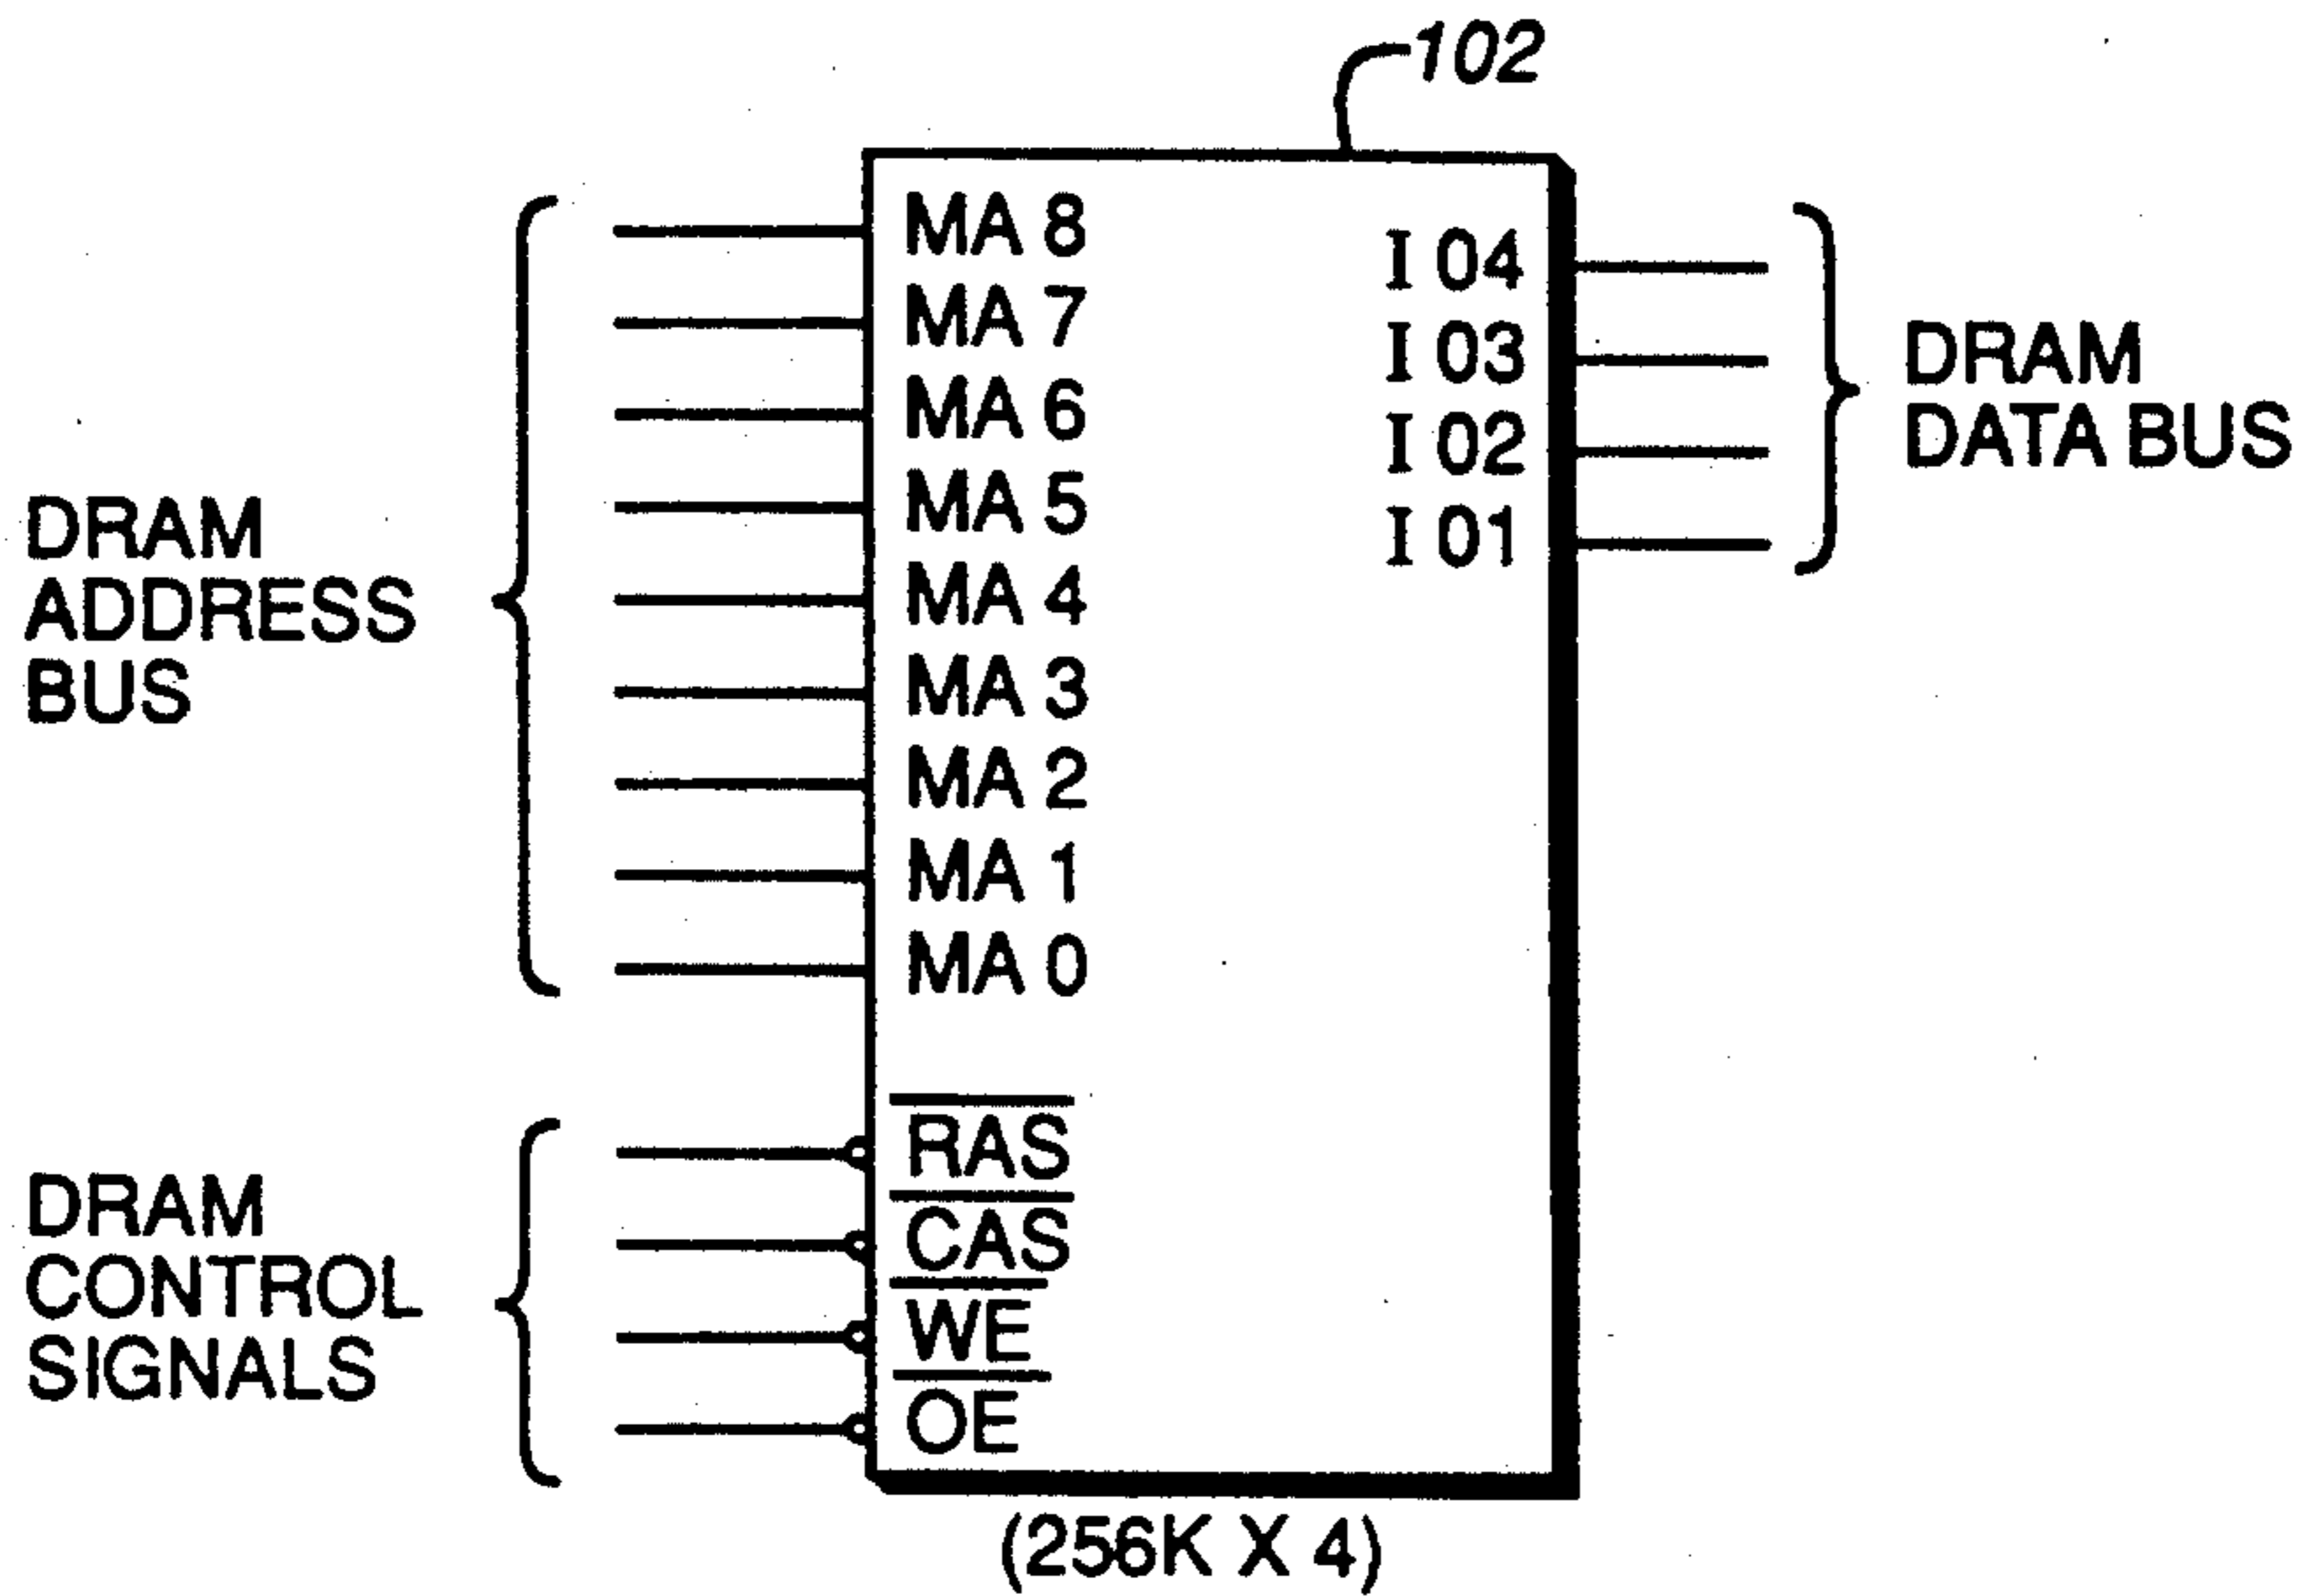 102
MA 8
MA 7
MA 6
MA 5
MA 4
MA 3
MA 2
MA 1
MA 0
RAS
CAS
WE
OE
I 04
I 03
I 02
I 01
DRAM
ADDRESS
BUS
DRAM
CONTROL
SIGNALS
DRAM
DATA BUS
(256K X 4)